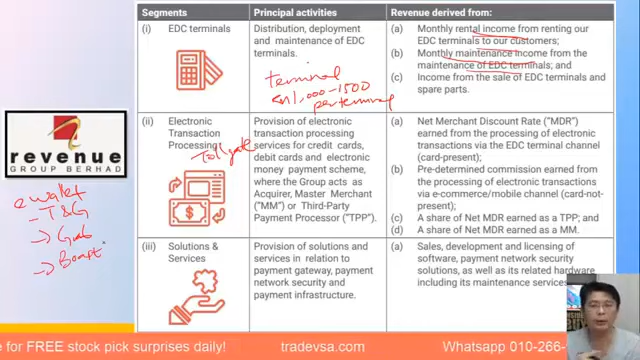 Segments
Principal activities
Revenue derived from:
(i) EDC terminals
Distribution, deployment
and maintenance of EDC
terminals.
(a) Monthly rental income from renting our
EDC terminals to our customers;
(b) Monthly maintenance income from the
maintenance of EDC terminals; and
(c) Income from the sale of EDC terminals and
spare parts.
terminal
1,000-1500
per terminal
(ii) Electronic
Transaction
Processing
Toll gate
Provision of electronic
transaction processing
services for credit cards,
debit cards and electronic
money payment scheme,
where the Group acts as
Acquirer, Master Merchant
("MM") or Third-Party
Payment Processor ("TPP").
(a) Net Merchant Discount Rate ("MDR")
earned from the processing of electronic
transactions via the EDC terminal channel
(card-present);
(b) Pre-determined commission earned from
the processing of electronic transactions
via e-commerce/mobile channel (card-not-
present);
(c) A share of Net MDR earned as a TPP; and
(d) A share of Net MDR earned as a MM.
(iii) Solutions &
Services
Provision of solutions and
services in relation to
payment gateway, payment
network security and
payment infrastructure.
(a) Sales, development and licensing of
software, payment network security
solutions, as well as its related hardware
including its maintenance services
revenue
GROUP BERHAD
ewallet
- T&G
→ Grab
→ Boost
e for FREE stock pick surprises daily!
tradevsa.com
Whatsapp 010-266-